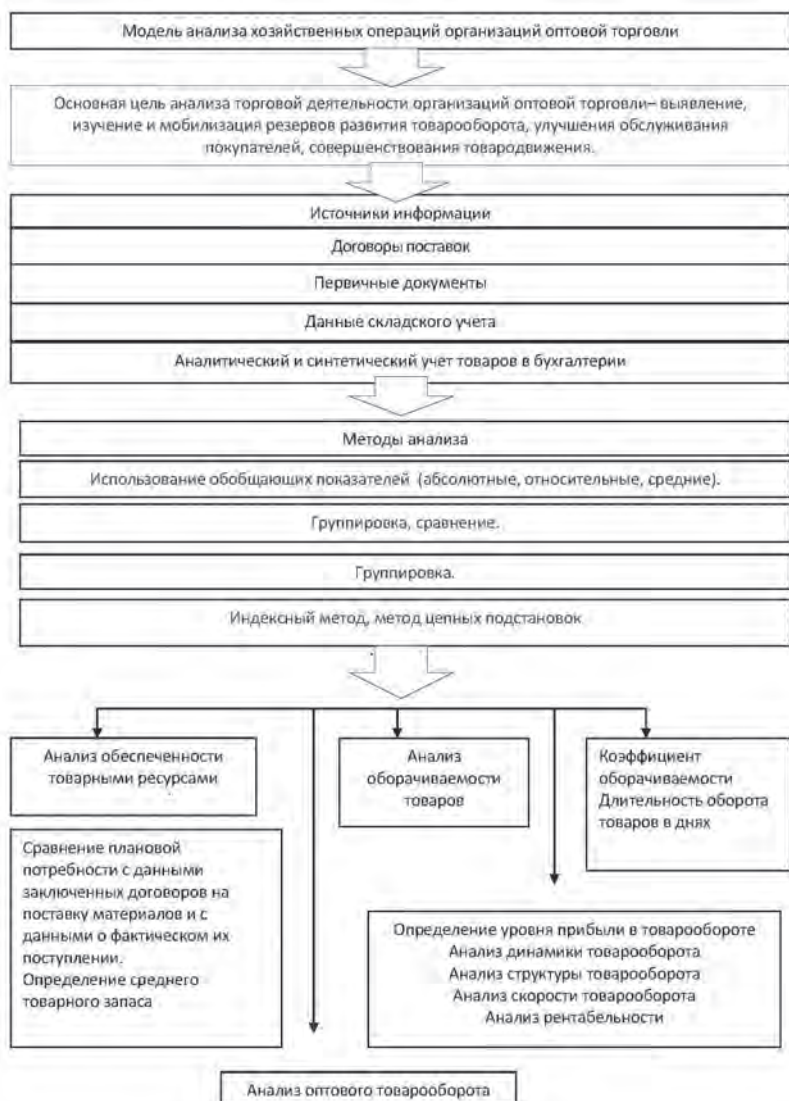 Модель анализа хозяйственных операций организаций оптовой торговли
Основная цель анализа торговой деятельности организаций оптовой торговли– выявление,
изучение и мобилизация резервов развития товарооборота, улучшения обслуживания
покупателей, совершенствования товародвижения.
Источники информации
Договоры поставок
Первичные документы
Данные складского учета
Аналитический и синтетический учет товаров в бухгалтерии
Методы анализа
Использование обобщающих показателей (абсолютные, относительные, средние).
Группировка, сравнение.
Группировка.
Индексный метод, метод цепных подстановок
Анализ обеспеченности
товарными ресурсами
Анализ
оборачиваемости
товаров
Коэффициент
оборачиваемости
Длительность оборота
товаров в днях
Сравнение плановой
потребности с данными
заключенных договоров на
поставку материалов и с
данными о фактическом их
поступлении.
Определение среднего
товарного запаса
Определение уровня прибыли в товарообороте
Анализ динамики товарооборота
Анализ структуры товарооборота
Анализ скорости товарооборота
Анализ рентабельности
Анализ оптового товарооборота